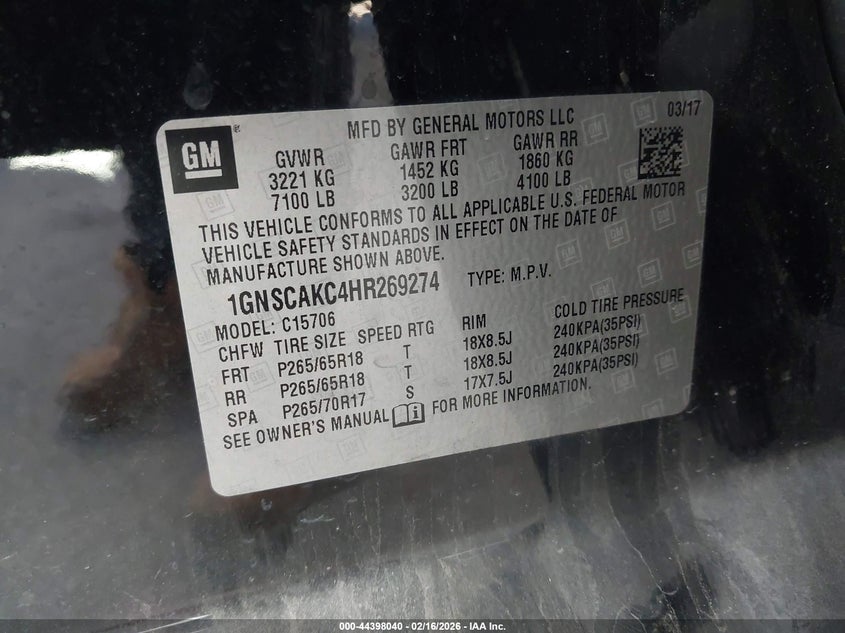 MFD BY GENERAL MOTORS LLC 03/17
GM ®
GVWR GAWR FRT GAWR RR
3221 KG 1452 KG 1860 KG
7100 LB 3200 LB 4100 LB
THIS VEHICLE CONFORMS TO ALL APPLICABLE U.S. FEDERAL MOTOR
VEHICLE SAFETY STANDARDS IN EFFECT ON THE DATE OF
MANUFACTURE SHOWN ABOVE.
1GNSCAKC4HR269274 TYPE: M.P.V.
MODEL: C15706
CHFW TIRE SIZE SPEED RTG RIM COLD TIRE PRESSURE
FRT P265/65R18 T 18X8.5J 240KPA(35PSI)
RR P265/65R18 T 18X8.5J 240KPA(35PSI)
SPA P265/70R17 S 17X7.5J 240KPA(35PSI)
SEE OWNER'S MANUAL FOR MORE INFORMATION.
000-44398040 - 02/16/2026 - IAA Inc.